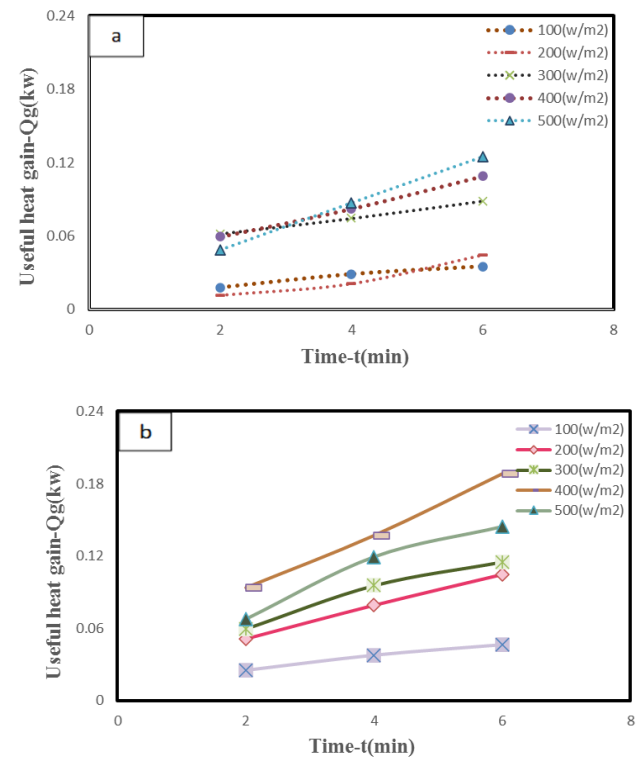 a
Useful heat gain-Qg(kw)
0.24
0.18
0.12
0.06
0
0 2 4 6 8
Time-t(min)
100(w/m2)
200(w/m2)
300(w/m2)
400(w/m2)
500(w/m2)
b
Useful heat gain-Qg(kw)
0.24
0.18
0.12
0.06
0
0 2 4 6 8
Time-t(min)
100(w/m2)
200(w/m2)
300(w/m2)
400(w/m2)
500(w/m2)